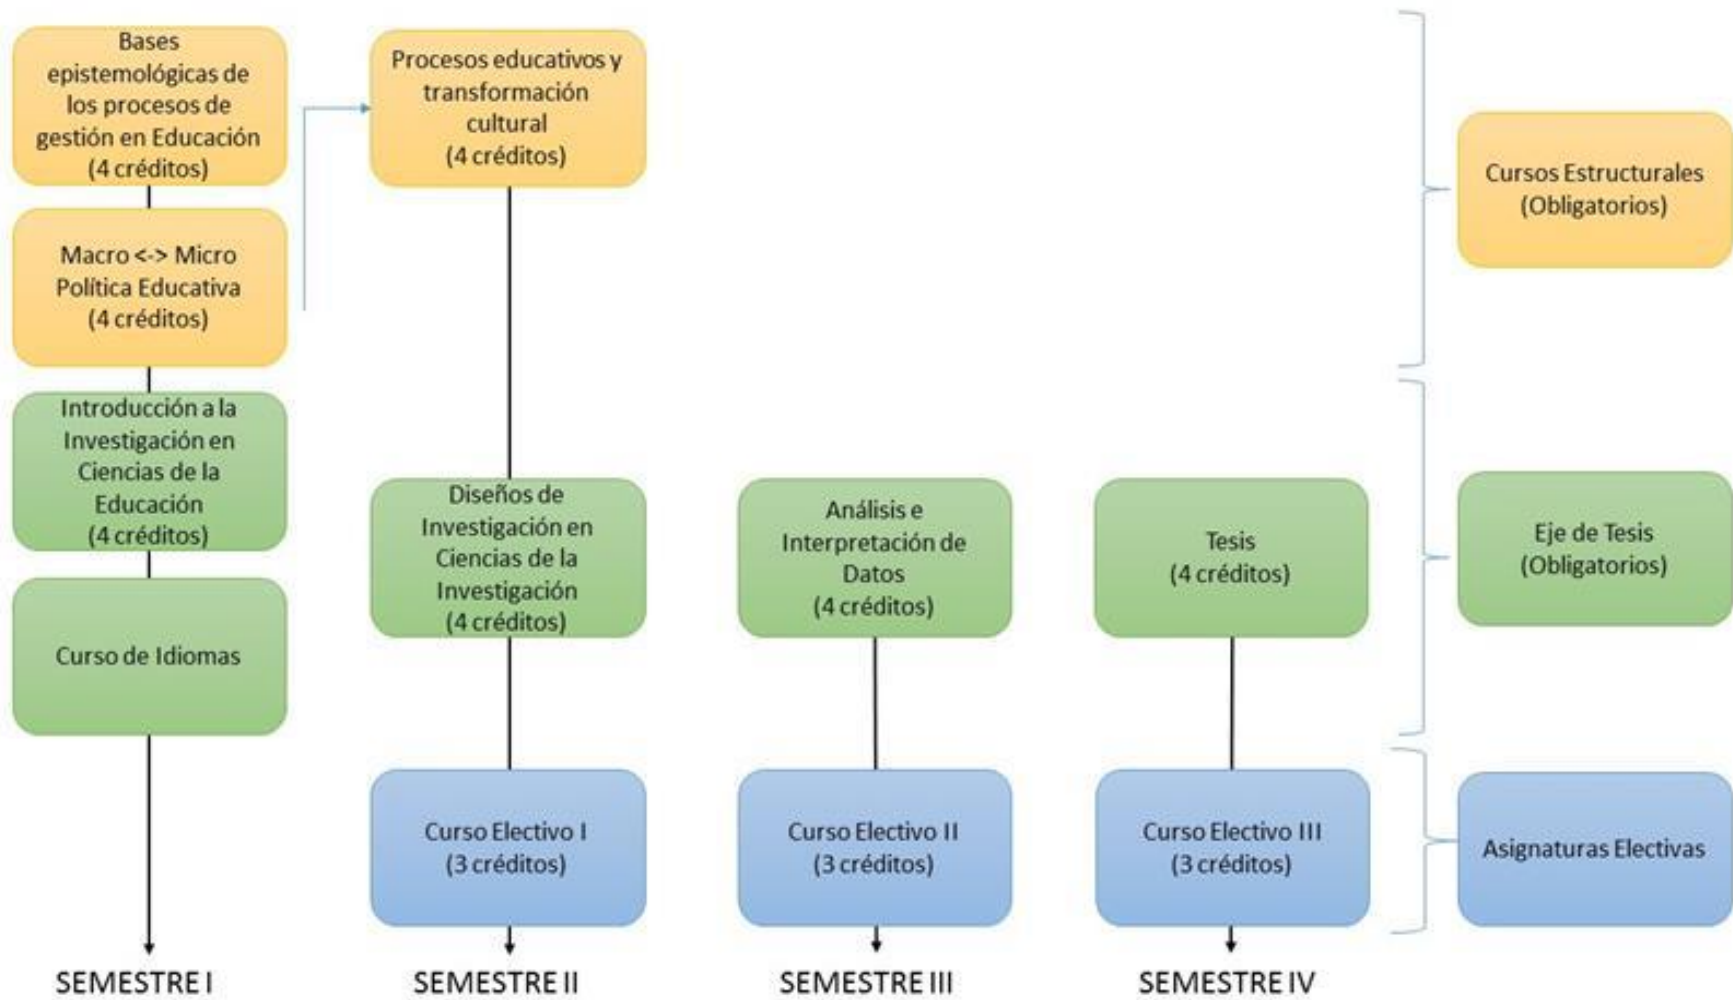 Bases
epistemológicas de
los procesos de
gestión en Educación
(4 créditos)
Macro <-> Micro
Política Educativa
(4 créditos)
Introducción a la
Investigación en
Ciencias de la
Educación
(4 créditos)
Curso de Idiomas
SEMESTRE I
Procesos educativos y
transformación
cultural
(4 créditos)
Diseños de
Investigación en
Ciencias de la
Investigación
(4 créditos)
Curso Electivo I
(3 créditos)
SEMESTRE II
Análisis e
Interpretación de
Datos
(4 créditos)
Curso Electivo II
(3 créditos)
SEMESTRE III
Tesis
(4 créditos)
Curso Electivo III
(3 créditos)
SEMESTRE IV
Cursos Estructurales
(Obligatorios)
Eje de Tesis
(Obligatorios)
Asignaturas Electivas